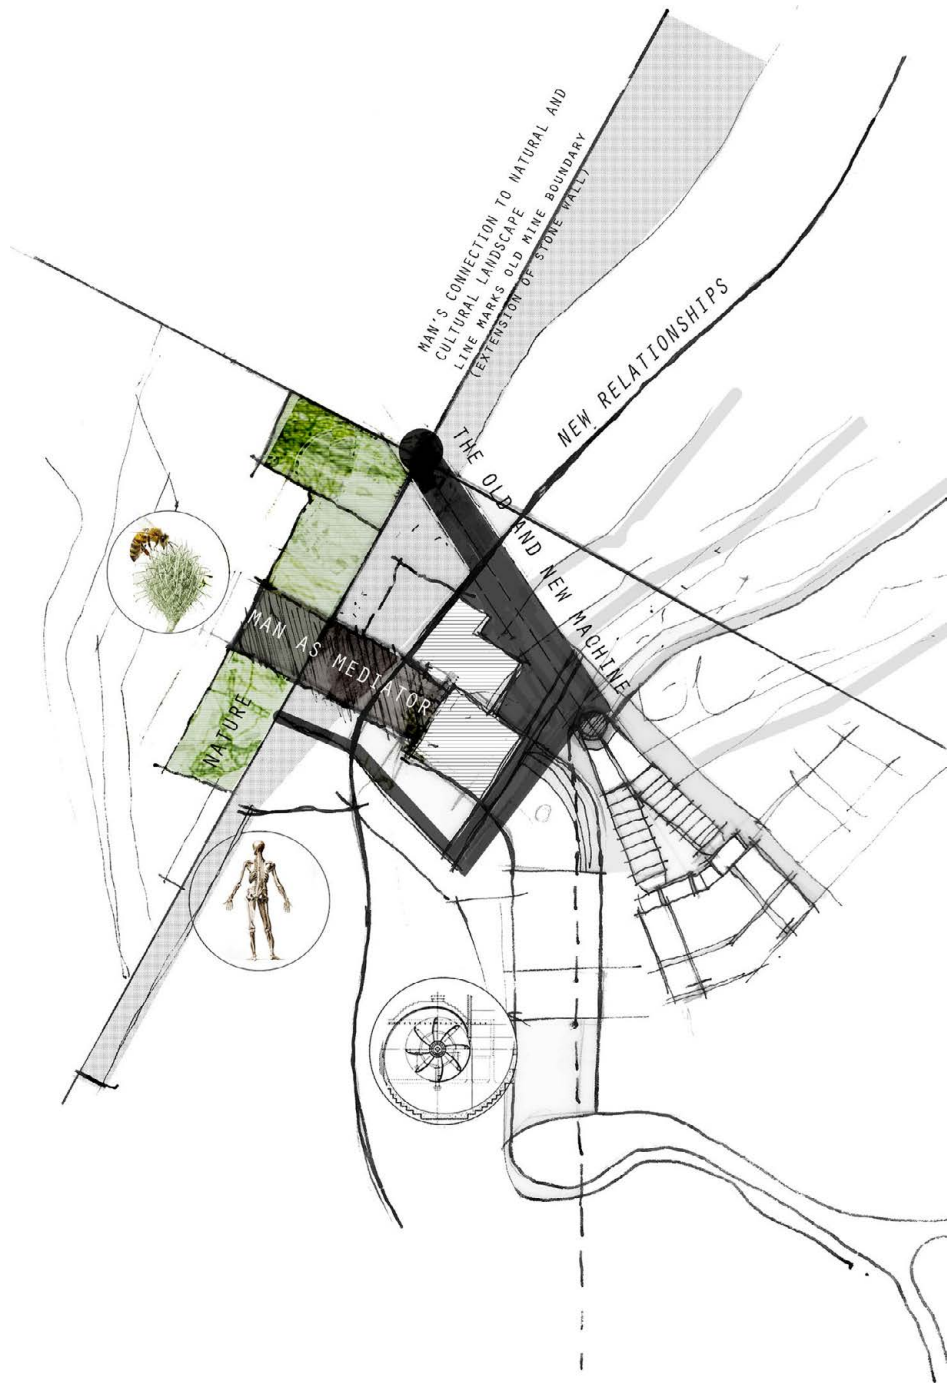 MAN'S CONNECTION TO NATURAL AND
CULTURAL LANDSCAPE
LINE MARKS OLD MINE BOUNDARY
(EXTENSION OF STONE WALL)
NEW RELATIONSHIPS
THE OLD AND NEW MACHINE
MAN AS MEDIATOR
NATURE